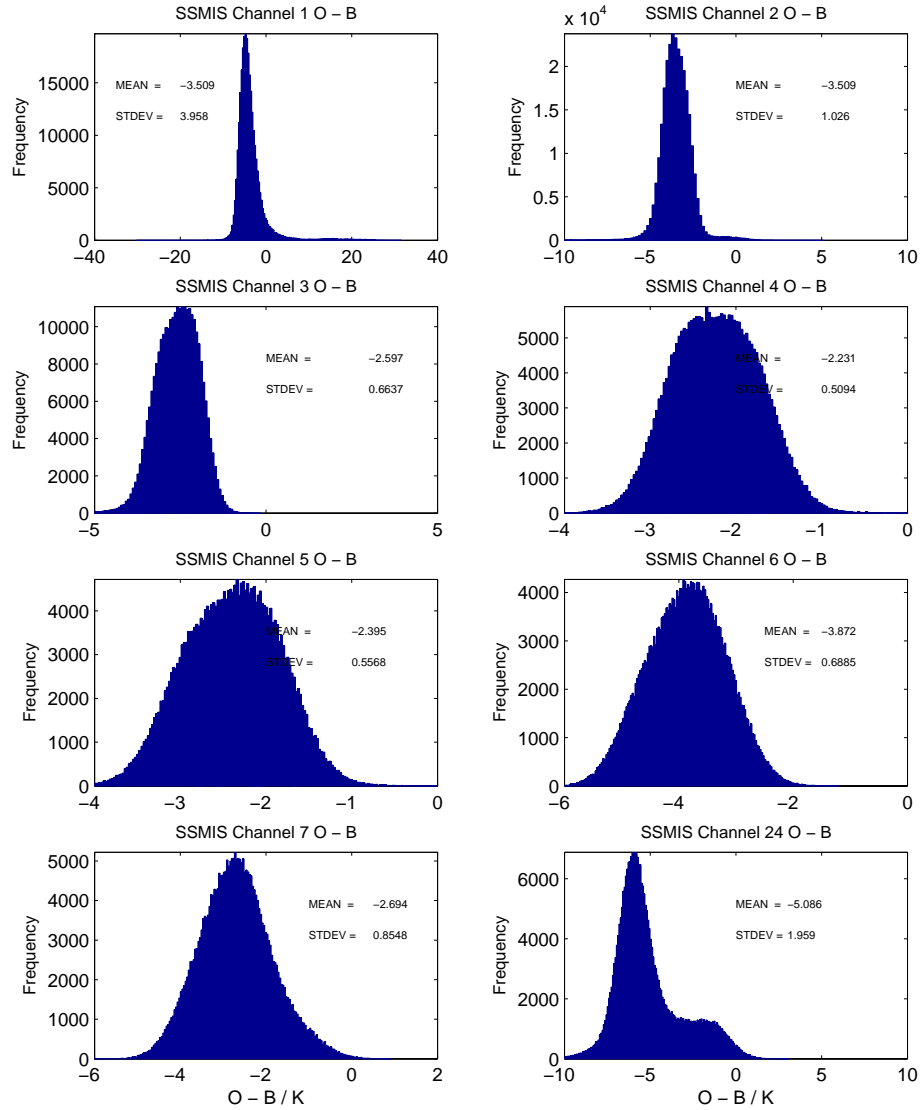 SSMIS Channel 1 O − B
Frequency
15000
10000
5000
0
−40
−20
0
20
40
MEAN = −3.509
STDEV = 3.958
SSMIS Channel 2 O − B
x 10^4
Frequency
2
1.5
1
0.5
0
−10
−5
0
5
10
MEAN = −3.509
STDEV = 1.026
SSMIS Channel 3 O − B
Frequency
10000
8000
6000
4000
2000
0
−5
0
5
MEAN = −2.597
STDEV = 0.6637
SSMIS Channel 4 O − B
Frequency
5000
4000
3000
2000
1000
0
−4
−3
−2
−1
0
MEAN = −2.231
STDEV = 0.5094
SSMIS Channel 5 O − B
Frequency
4000
3000
2000
1000
0
−4
−3
−2
−1
0
MEAN = −2.395
STDEV = 0.5568
SSMIS Channel 6 O − B
Frequency
4000
3000
2000
1000
0
−6
−4
−2
0
MEAN = −3.872
STDEV = 0.6885
SSMIS Channel 7 O − B
Frequency
5000
4000
3000
2000
1000
0
−6
−4
−2
0
2
O − B / K
MEAN = −2.694
STDEV = 0.8548
SSMIS Channel 24 O − B
Frequency
6000
4000
2000
0
−10
−5
0
5
10
O − B / K
MEAN = −5.086
STDEV = 1.959